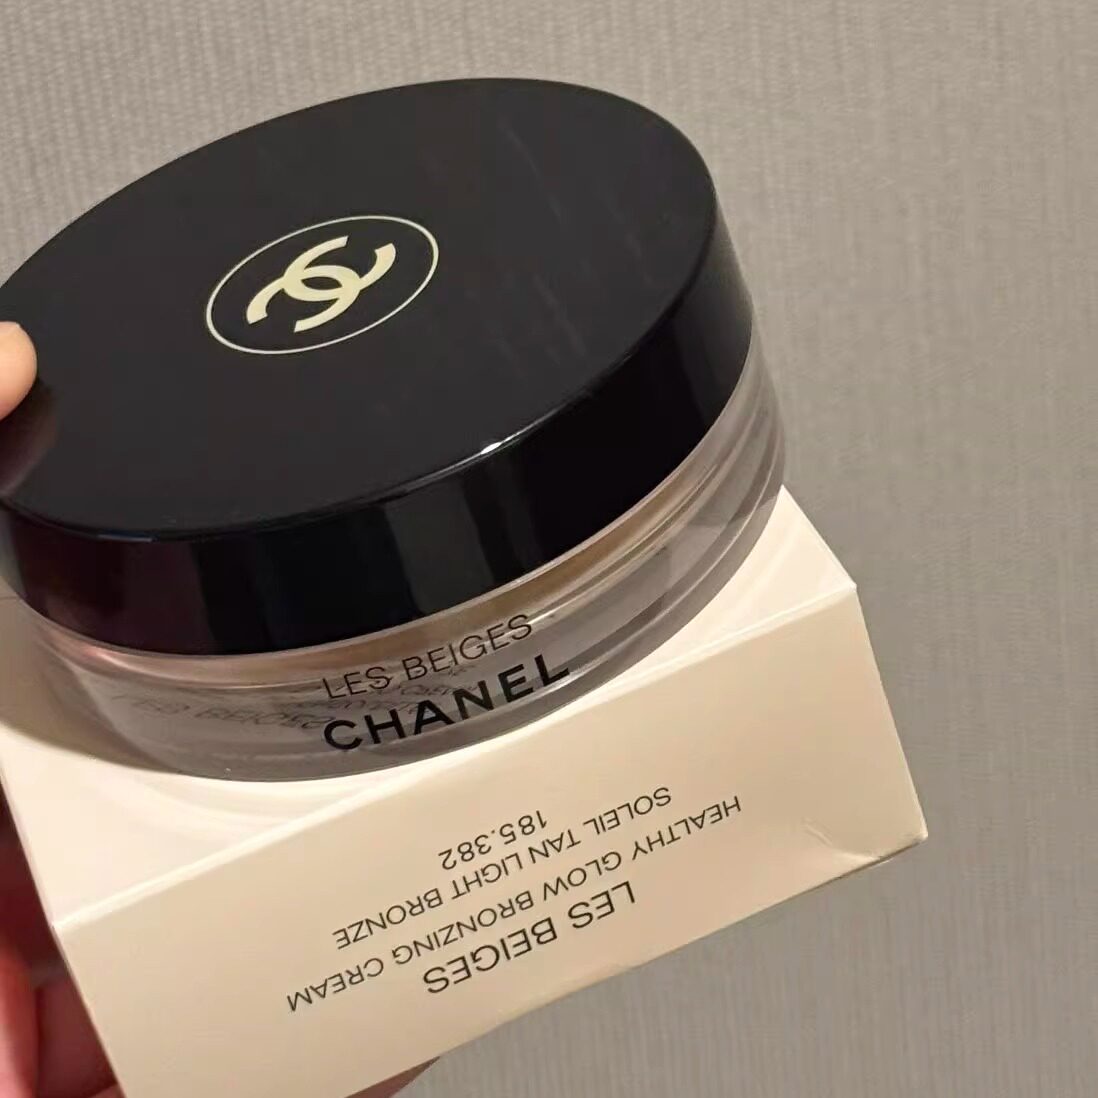 LES BEIGES
CHANEL
LES BEIGES
HEALTHY GLOW BRONZING CREAM
SOLEIL TAN LIGHT BRONZE
185.382